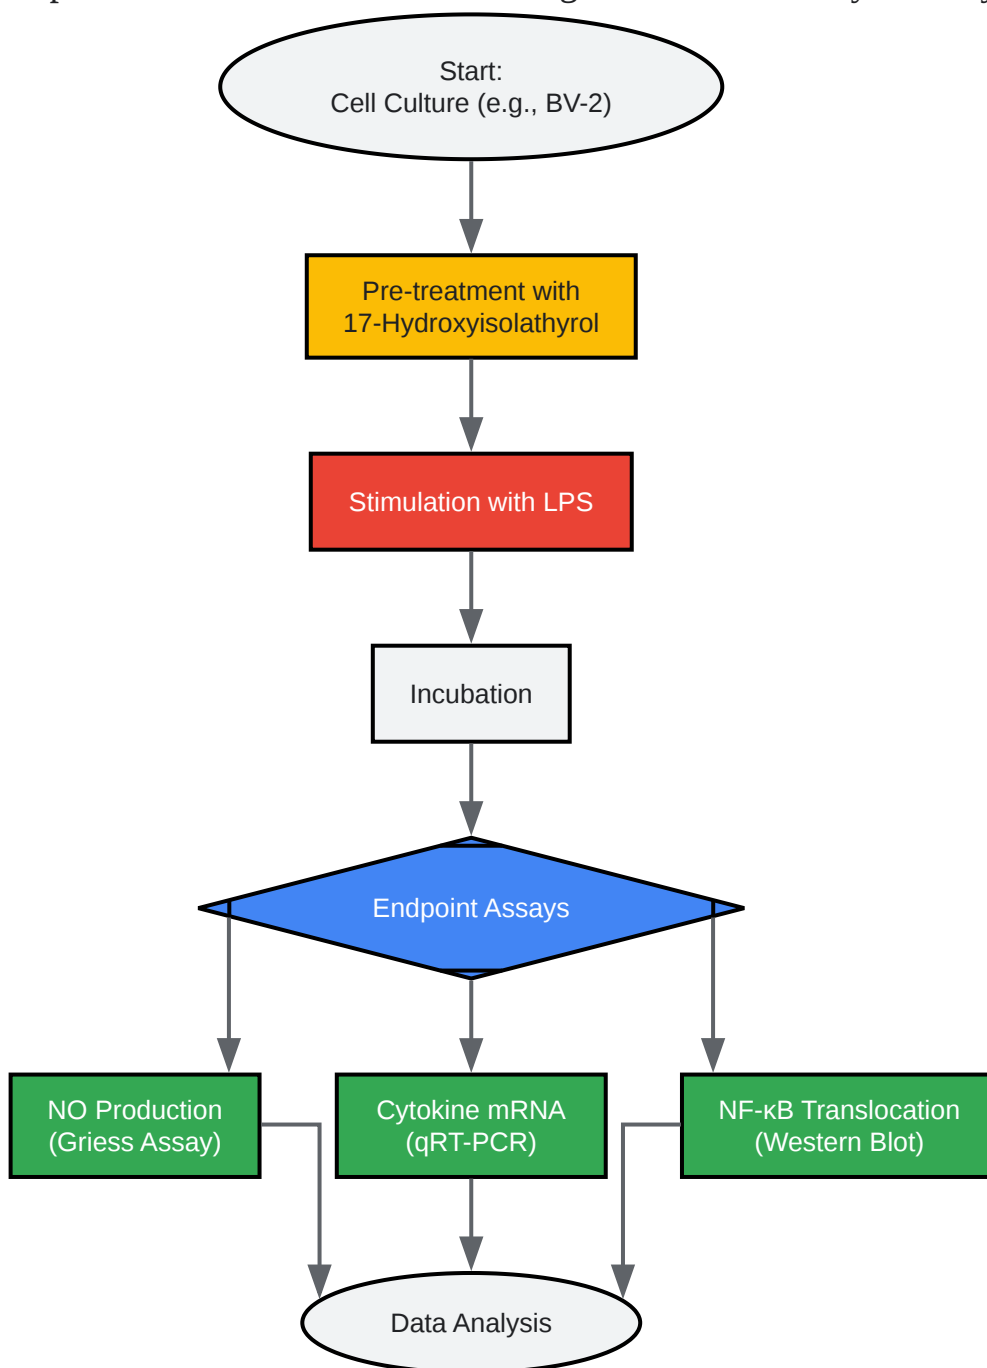 Start:
Cell Culture (e.g., BV-2)
Pre-treatment with
17-Hydroxyisolathyrol
Stimulation with LPS
Incubation
Endpoint Assays
NO Production
(Griess Assay)
Cytokine mRNA
(qRT-PCR)
NF-κB Translocation
(Western Blot)
Data Analysis